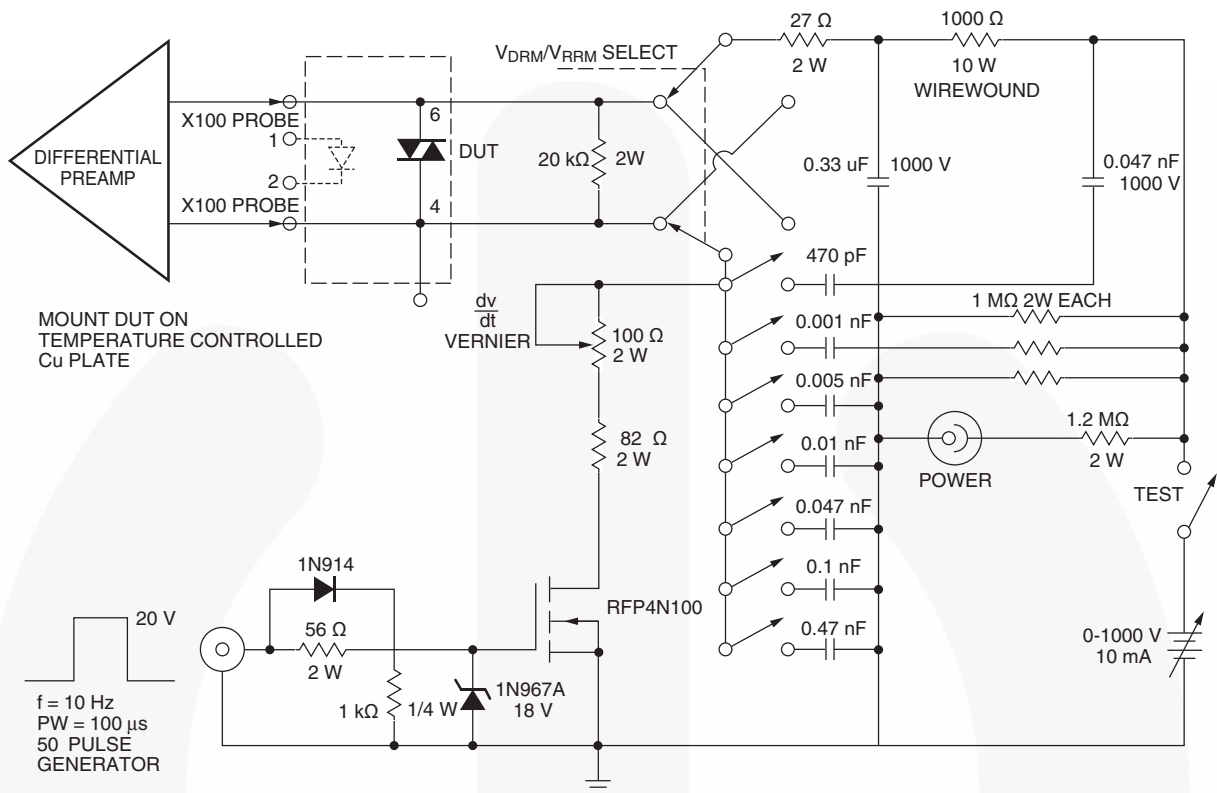 27 Ω
2 W
1000 Ω
10 W
WIREWOUND
V_DRM/V_RRM SELECT
X100 PROBE
DIFFERENTIAL
PREAMP
1
2
X100 PROBE
6
DUT
4
20 kΩ
2W
0.33 uF
1000 V
0.047 nF
1000 V
MOUNT DUT ON
TEMPERATURE CONTROLLED
Cu PLATE
dv
dt
VERNIER
100 Ω
2 W
82 Ω
2 W
470 pF
1 MΩ 2W EACH
0.001 nF
0.005 nF
0.01 nF
0.047 nF
0.1 nF
0.47 nF
1.2 MΩ
2 W
POWER
TEST
0-1000 V
10 mA
20 V
f = 10 Hz
PW = 100 μs
50 PULSE
GENERATOR
1N914
56 Ω
2 W
1 kΩ
1/4 W
1N967A
18 V
RFP4N100